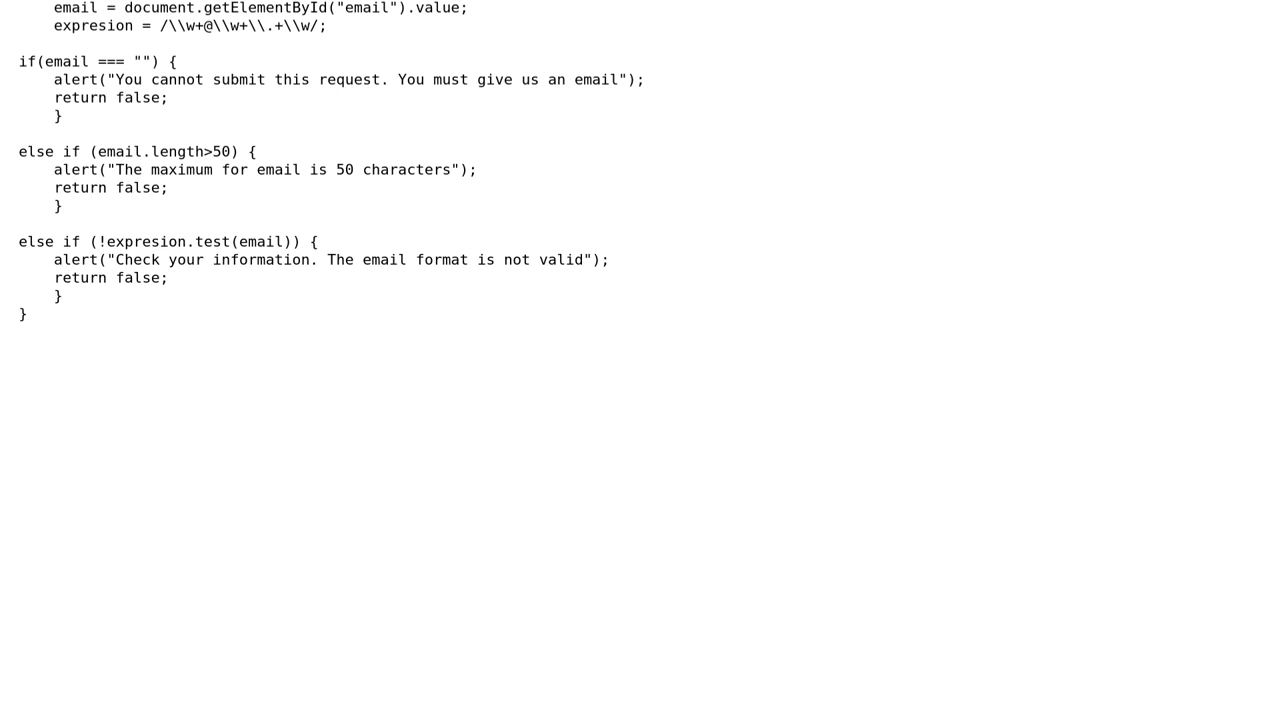 email = document.getElementById("email").value;
expresion = /\\w+@\\w+\\.+\\w/;
if(email === "") {
alert("You cannot submit this request. You must give us an email");
return false;
}
else if (email.length>50) {
alert("The maximum for email is 50 characters");
return false;
}
else if (!expresion.test(email)) {
alert("Check your information. The email format is not valid");
return false;
}
}